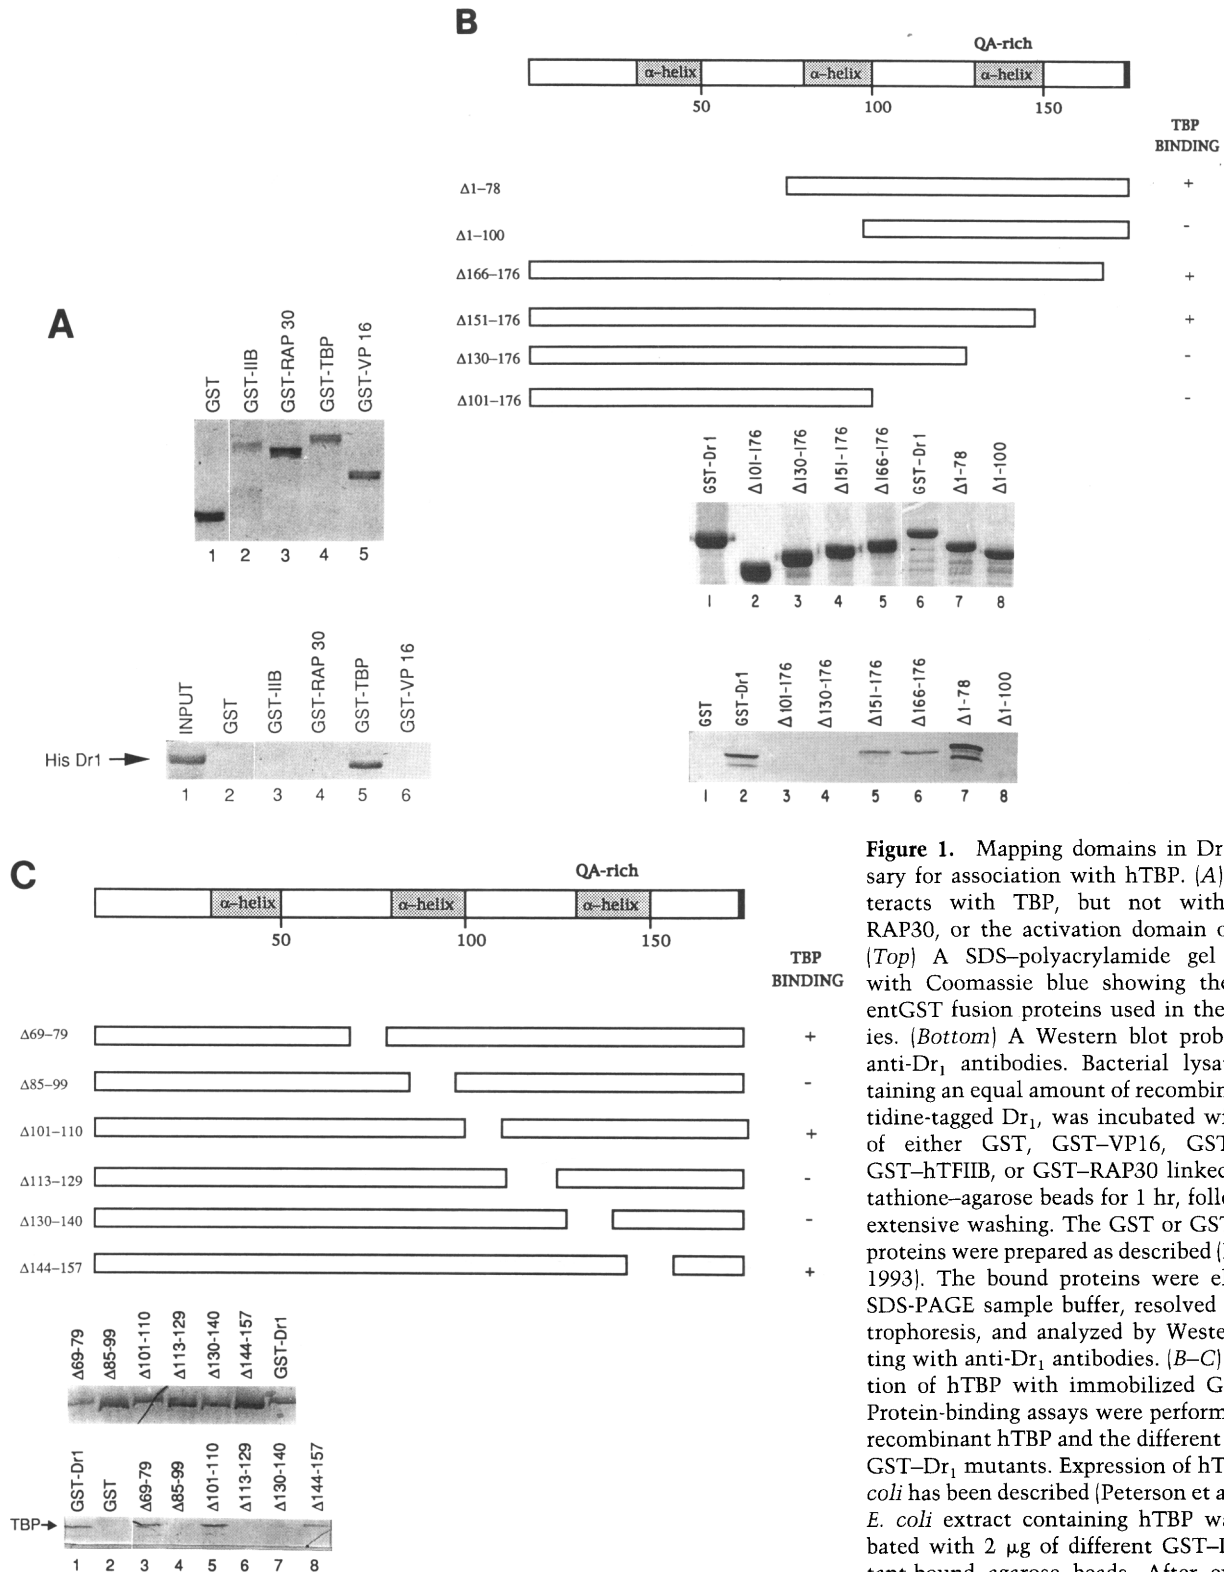 B
QA-rich
α–helix α–helix α–helix
50 100 150
TBP
BINDING
Δ1–78 +
Δ1–100 -
Δ166–176 +
Δ151–176 +
Δ130–176 -
Δ101–176 -
GST-Dr1 Δ101-176 Δ130-176 Δ151-176 Δ166-176 GST-Dr1 Δ1-78 Δ1-100
1 2 3 4 5 6 7 8
GST GST-Dr1 Δ101-176 Δ130-176 Δ151-176 Δ166-176 Δ1-78 Δ1-100
1 2 3 4 5 6 7 8
A
GST GST-IIB GST-RAP 30 GST-TBP GST-VP 16
1 2 3 4 5
INPUT GST GST-IIB GST-RAP 30 GST-TBP GST-VP 16
His Dr1
1 2 3 4 5 6
C
QA-rich
α–helix α–helix α–helix
50 100 150
TBP
BINDING
Δ69–79 +
Δ85–99 -
Δ101–110 +
Δ113–129 -
Δ130–140 -
Δ144–157 +
Δ69-79 Δ85-99 Δ101-110 Δ113-129 Δ130-140 Δ144-157 GST-Dr1
GST-Dr1 GST Δ69-79 Δ85-99 Δ101-110 Δ113-129 Δ130-140 Δ144-157
TBP
1 2 3 4 5 6 7 8
Figure 1. Mapping domains in Dr
sary for association with hTBP. (A)
teracts with TBP, but not with
RAP30, or the activation domain o
(Top) A SDS–polyacrylamide gel
with Coomassie blue showing the
entGST fusion proteins used in the
ies. (Bottom) A Western blot prob
anti-Dr1 antibodies. Bacterial lysa
taining an equal amount of recombin
tidine-tagged Dr1, was incubated wi
of either GST, GST–VP16, GST
GST–hTFIIB, or GST–RAP30 linked
tathione–agarose beads for 1 hr, follo
extensive washing. The GST or GST
proteins were prepared as described (
1993). The bound proteins were el
SDS-PAGE sample buffer, resolved
trophoresis, and analyzed by Weste
ting with anti-Dr1 antibodies. (B–C)
tion of hTBP with immobilized G
Protein-binding assays were perform
recombinant hTBP and the different
GST–Dr1 mutants. Expression of hT
coli has been described (Peterson et a
E. coli extract containing hTBP wa
bated with 2 μg of different GST–D
tant-bound agarose beads. After e